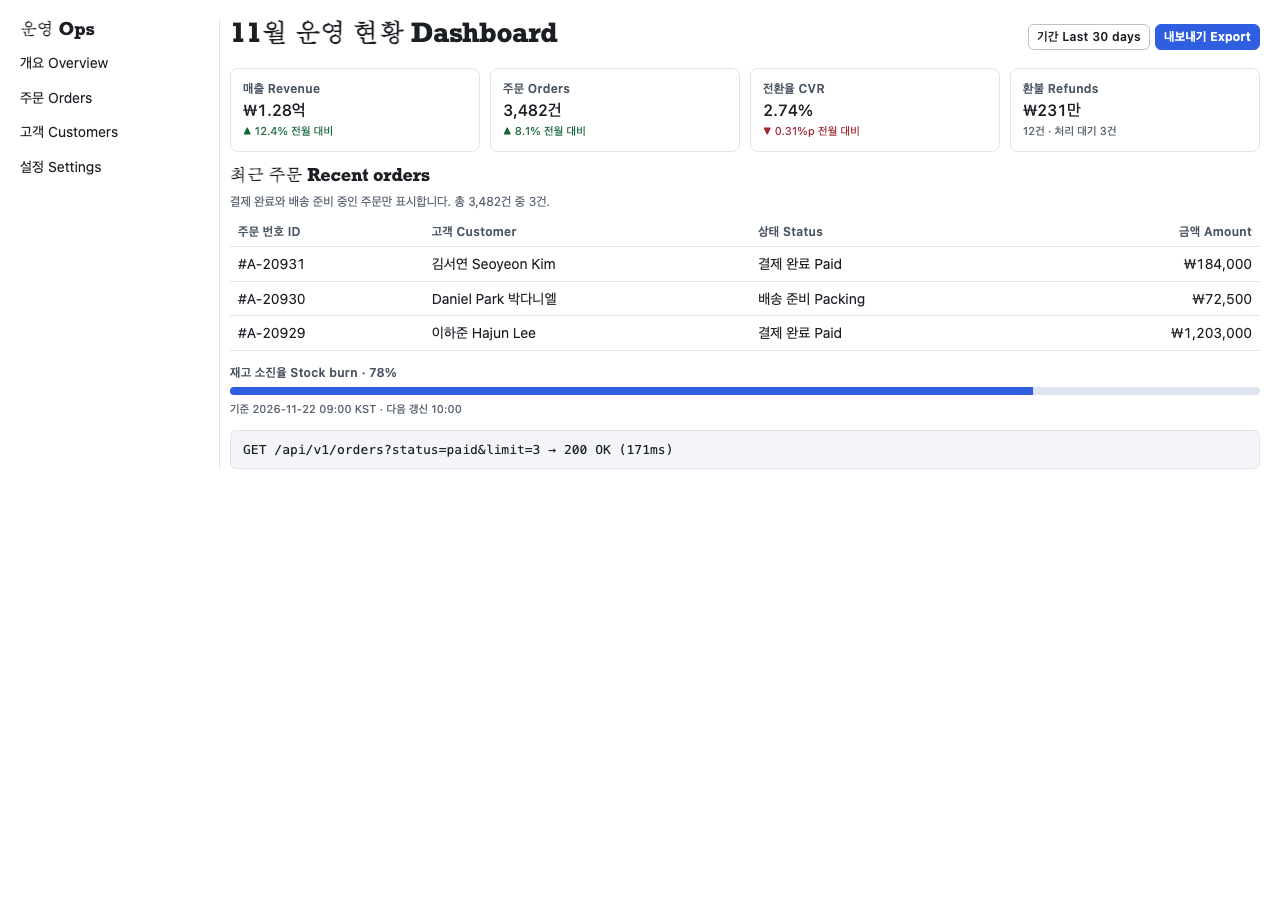 운영 Ops
개요 Overview
주문 Orders
고객 Customers
설정 Settings
11월 운영 현황 Dashboard
기간 Last 30 days
내보내기 Export
매출 Revenue
₩1.28억
▲ 12.4% 전월 대비
주문 Orders
3,482건
▲ 8.1% 전월 대비
전환율 CVR
2.74%
▼ 0.31%p 전월 대비
환불 Refunds
₩231만
12건 · 처리 대기 3건
최근 주문 Recent orders
결제 완료와 배송 준비 중인 주문만 표시합니다. 총 3,482건 중 3건.
주문 번호 ID 고객 Customer 상태 Status 금액 Amount
#A-20931 김서연 Seoyeon Kim 결제 완료 Paid ₩184,000
#A-20930 Daniel Park 박다니엘 배송 준비 Packing ₩72,500
#A-20929 이하준 Hajun Lee 결제 완료 Paid ₩1,203,000
재고 소진율 Stock burn · 78%
기준 2026-11-22 09:00 KST · 다음 갱신 10:00
GET /api/v1/orders?status=paid&limit=3 → 200 OK (171ms)